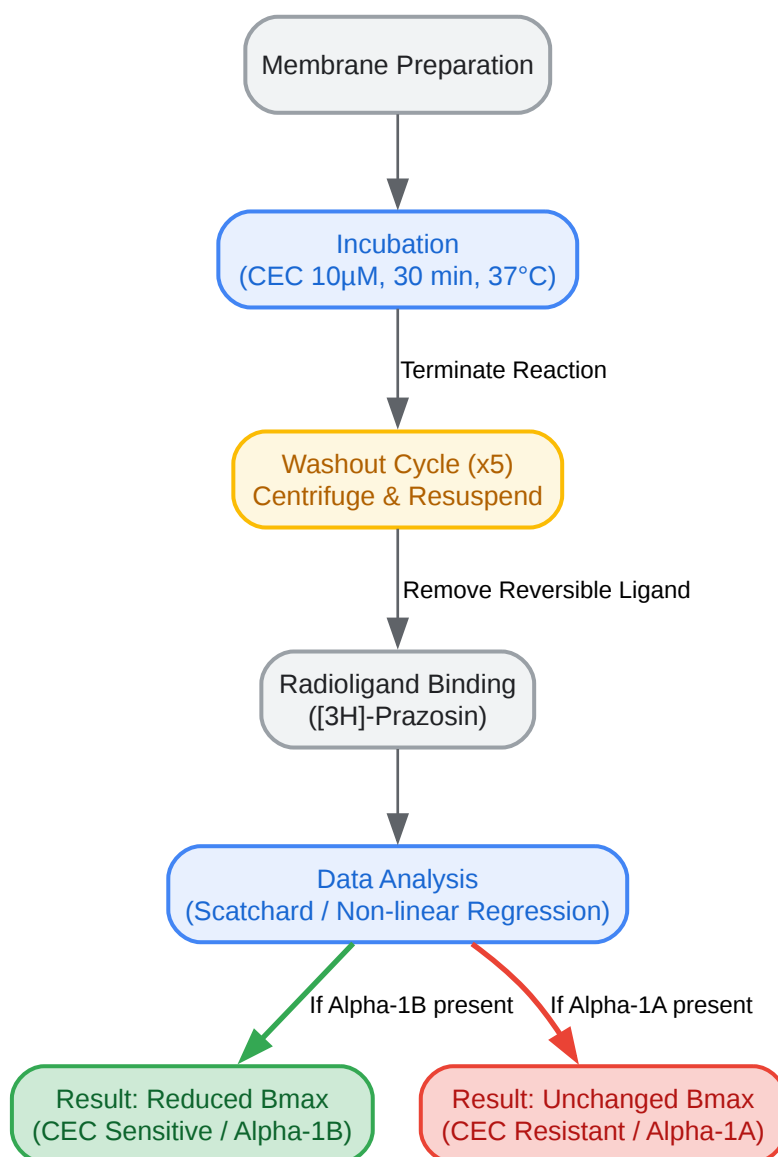 Membrane Preparation
Incubation
(CEC 10µM, 30 min, 37°C)
Terminate Reaction
Washout Cycle (x5)
Centrifuge & Resuspend
Remove Reversible Ligand
Radioligand Binding
([3H]-Prazosin)
Data Analysis
(Scatchard / Non-linear Regression)
If Alpha-1B present
If Alpha-1A present
Result: Reduced Bmax
(CEC Sensitive / Alpha-1B)
Result: Unchanged Bmax
(CEC Resistant / Alpha-1A)